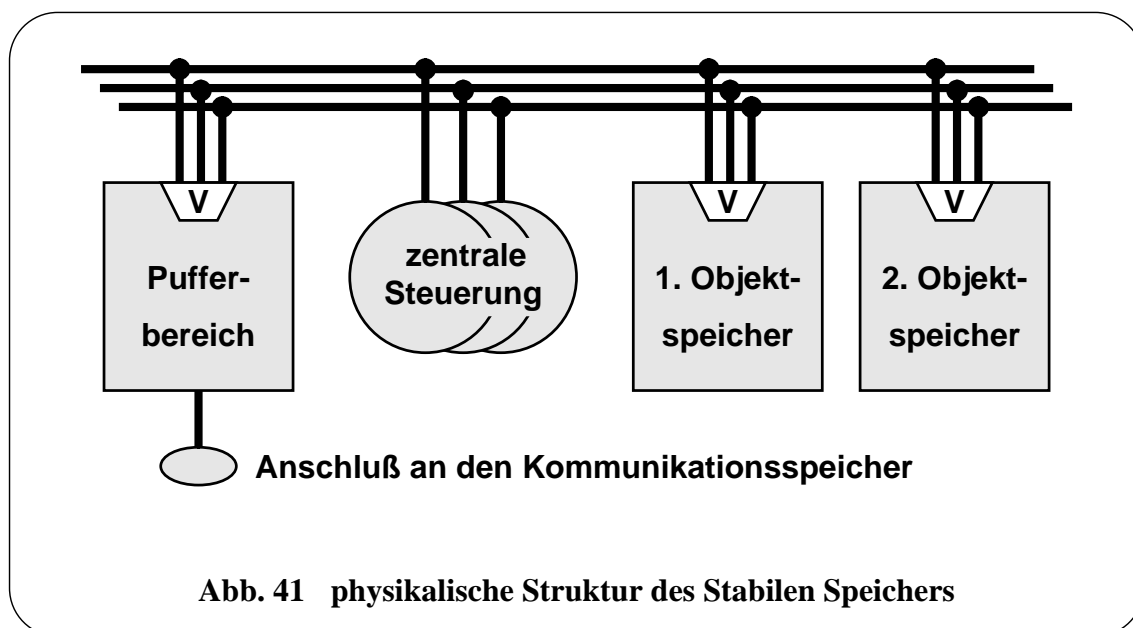 V
V
V
Puffer-
bereich
zentrale
Steuerung
1. Objekt-
speicher
2. Objekt-
speicher
Anschluß an den Kommunikationsspeicher
Abb. 41 physikalische Struktur des Stabilen Speichers